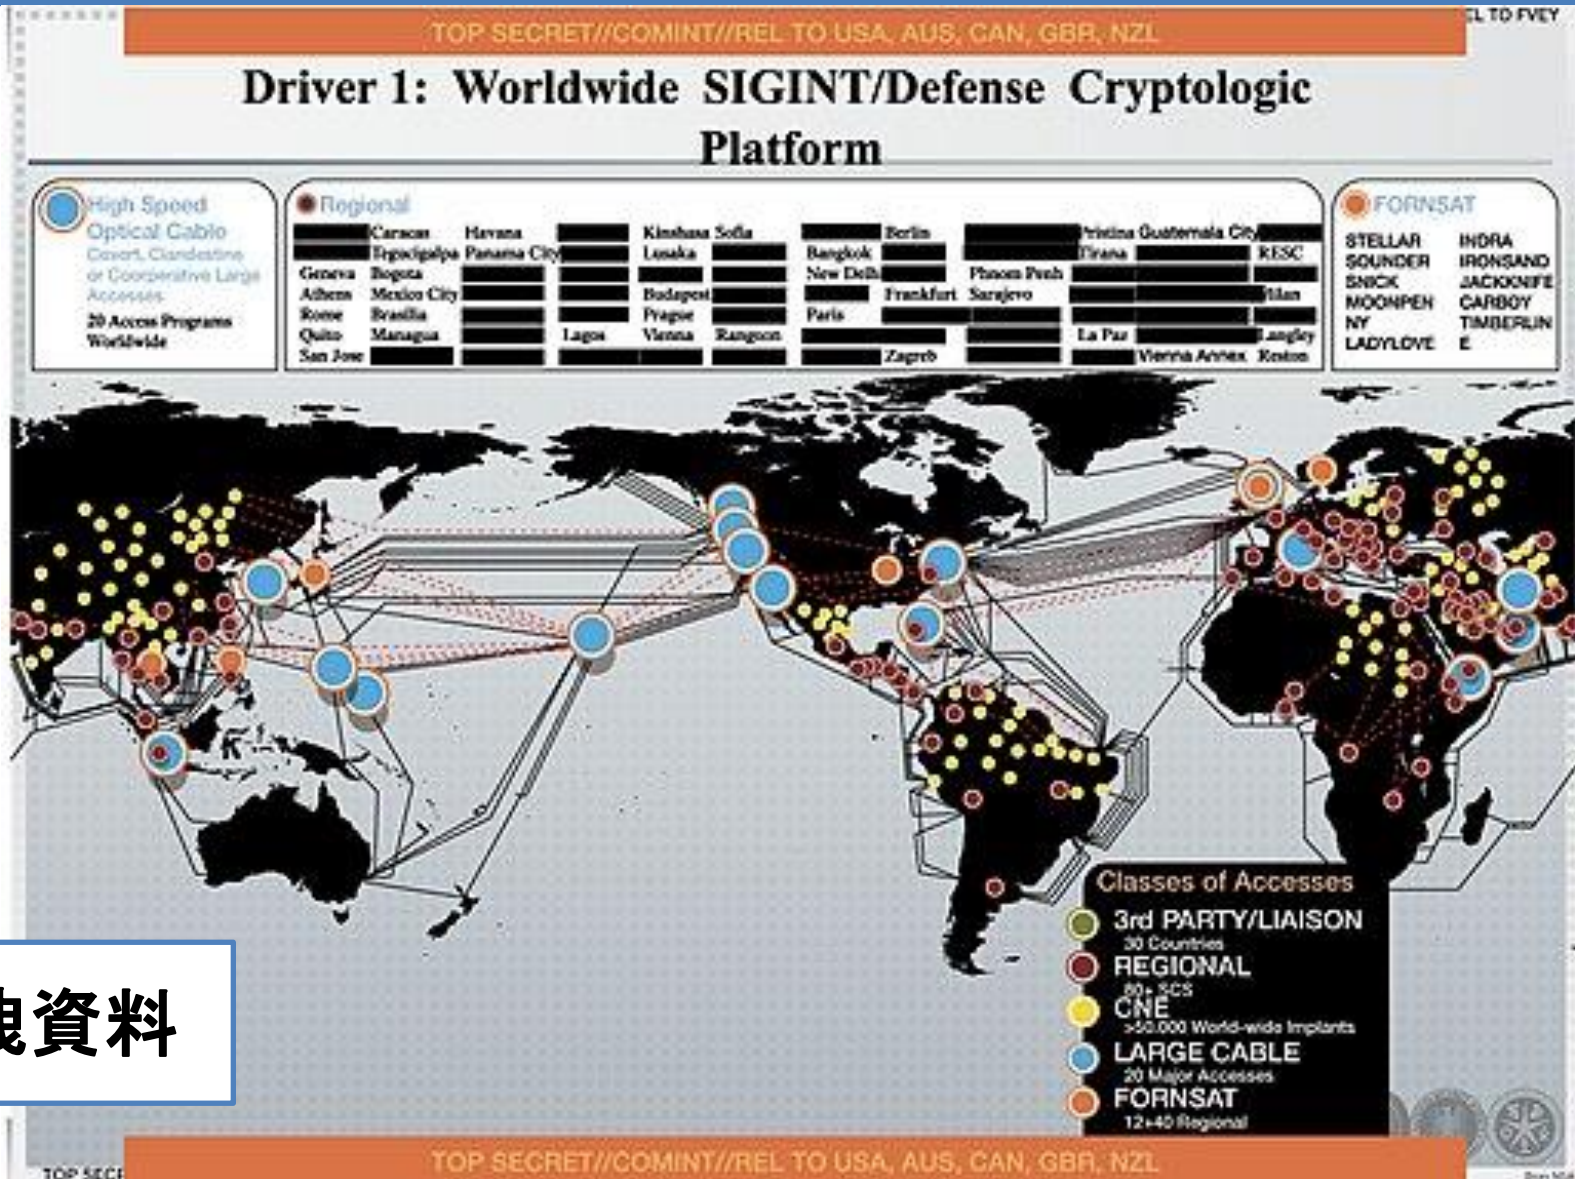 EL TO FVEY
TOP SECRET//COMINT//REL TO USA, AUS, CAN, GBR, NZL
Driver 1: Worldwide SIGINT/Defense Cryptologic
Platform
High Speed
Optical Cable
Covert, Clandestine
or Cooperative Large
Accesses
20 Access Programs
Worldwide
Regional
Caracas Havana Kinshasa Sofia Berlin Pristina Guatemala City
Tegucigalpa Panama City Lusaka Bangkok Tirana RESC
Geneva Bogota New Delh Phnom Penh
Athens Mexico City Budapest Frankfurt Sarajevo Milan
Rome Brasilia Prague Paris
Quito Managua Lagos Vienna Rangoon La Paz Langley
San Jose Zagreb Vienna Annex Reston
FORNSAT
STELLAR INDRA
SOUNDER IRONSAND
SNICK JACKKNIFE
MOONPEN CARBOY
NY TIMBERLIN
LADYLOVE E
Classes of Accesses
3rd PARTY/LIAISON
30 Countries
REGIONAL
80+ SCS
CNE
>50.000 World-wide Implants
LARGE CABLE
20 Major Accesses
FORNSAT
12+40 Regional
洩資料
TOP SECRET//COMINT//REL TO USA, AUS, CAN, GBR, NZL
TOP SECR